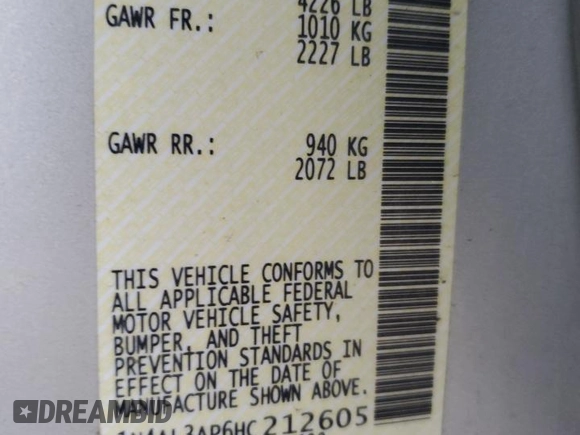 4226 LB
GAWR FR.: 1010 KG
2227 LB
GAWR RR.: 940 KG
2072 LB
THIS VEHICLE CONFORMS TO
ALL APPLICABLE FEDERAL
MOTOR VEHICLE SAFETY,
BUMPER, AND THEFT
PREVENTION STANDARDS IN
EFFECT ON THE DATE OF
MANUFACTURE SHOWN ABOVE.
212605
DREAMBID